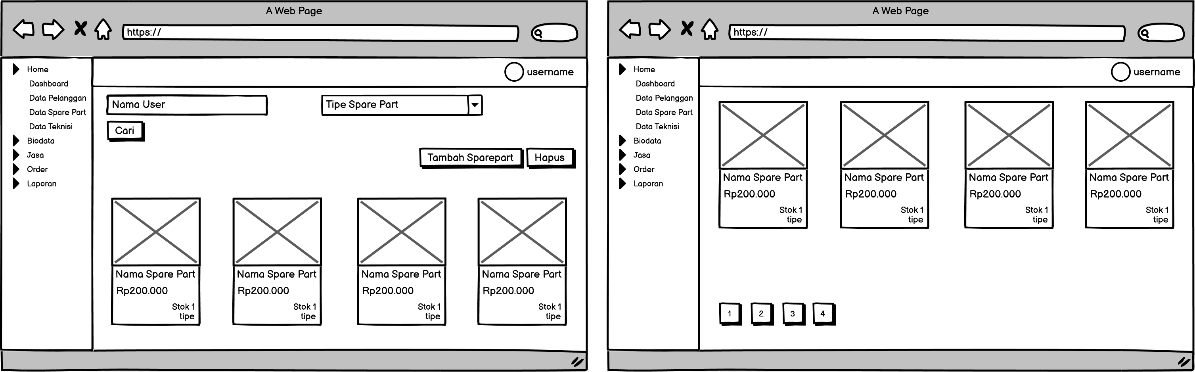 A Web Page
https://
username
Home
Dashboard
Data Pelanggan
Data Spare Part
Data Teknisi
Biodata
Jasa
Order
Laporan
Nama User
Tipe Spare Part
Cari
Tambah Sparepart
Hapus
Nama Spare Part
Rp200.000
Stok 1
tipe
Nama Spare Part
Rp200.000
Stok 1
tipe
Nama Spare Part
Rp200.000
Stok 1
tipe
Nama Spare Part
Rp200.000
Stok 1
tipe
A Web Page
https://
username
Home
Dashboard
Data Pelanggan
Data Spare Part
Data Teknisi
Biodata
Jasa
Order
Laporan
Nama Spare Part
Rp200.000
Stok 1
tipe
Nama Spare Part
Rp200.000
Stok 1
tipe
Nama Spare Part
Rp200.000
Stok 1
tipe
Nama Spare Part
Rp200.000
Stok 1
tipe
1
2
3
4